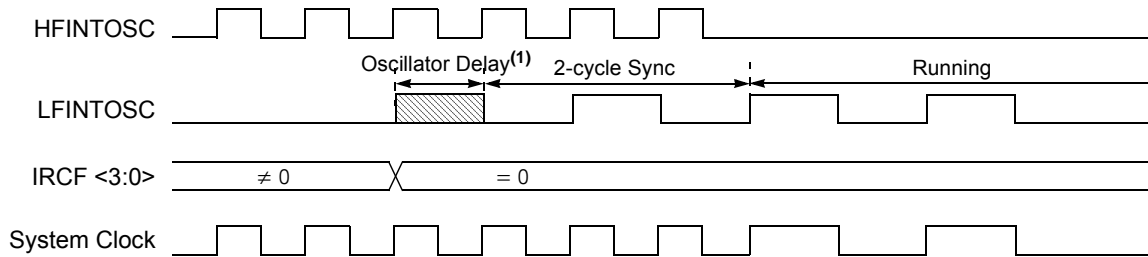 HFINTOSC
Oscillator Delay(1) 2-cycle Sync Running
LFINTOSC
IRCF <3:0> ≠ 0 = 0
System Clock